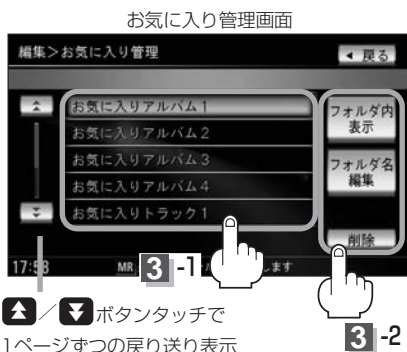 お気に入り管理画面
編集>お気に入り管理
戻る
お気に入りアルバム1
お気に入りアルバム2
お気に入りアルバム3
お気に入りアルバム4
お気に入りトラック1
フォルダ内
表示
フォルダ名
編集
削除
17:58
MR
します
3-1
3-2
／ ボタンタッチで
1ページずつの戻り送り表示